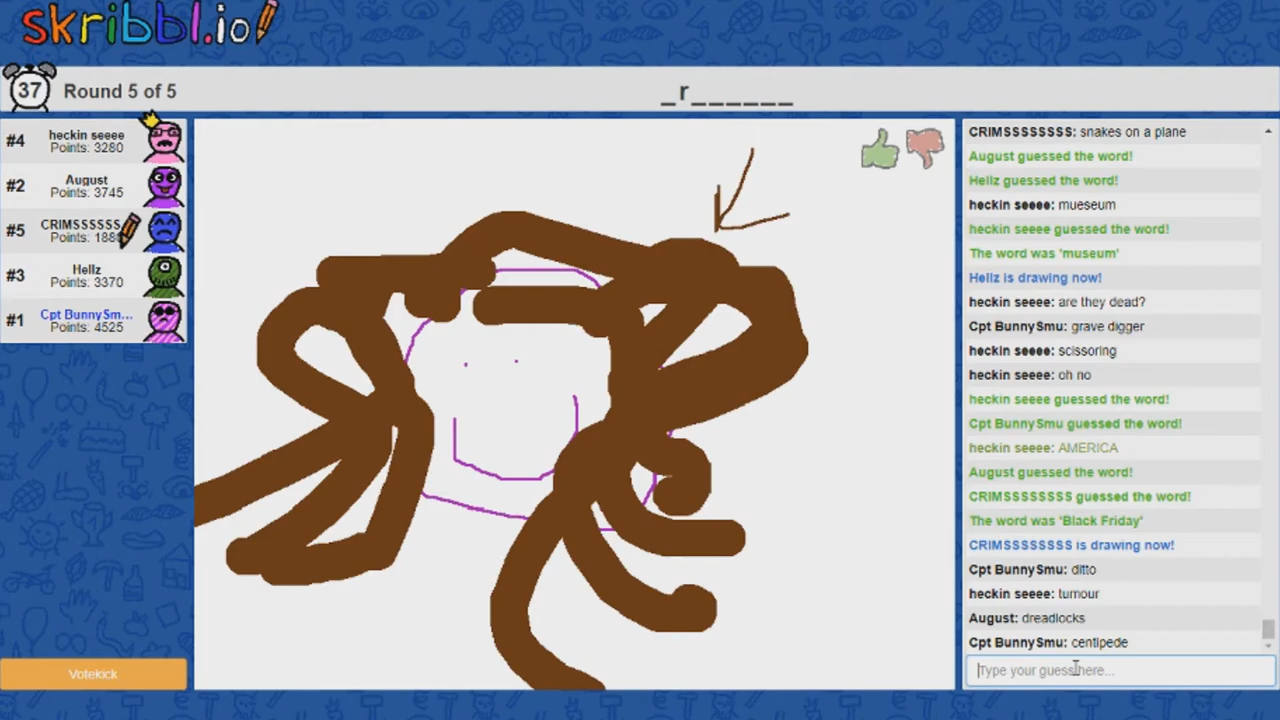 skribbl.io
37
Round 5 of 5
_r______
#4 heckin seeee
Points: 3280
#2 August
Points: 3745
#5 CRIMSSSSSS
Points: 188
#3 Hellz
Points: 3370
#1 Cpt BunnySm...
Points: 4525
Votekick
CRIMSSSSSSSS: snakes on a plane
August guessed the word!
Hellz guessed the word!
heckin seeee: mueseum
heckin seeee guessed the word!
The word was 'museum'
Hellz is drawing now!
heckin seeee: are they dead?
Cpt BunnySmu: grave digger
heckin seeee: scissoring
heckin seeee: oh no
heckin seeee guessed the word!
Cpt BunnySmu guessed the word!
heckin seeee: AMERICA
August guessed the word!
CRIMSSSSSSSS guessed the word!
The word was 'Black Friday'
CRIMSSSSSSSS is drawing now!
Cpt BunnySmu: ditto
heckin seeee: tumour
August: dreadlocks
Cpt BunnySmu: centipede
Type your guess here...